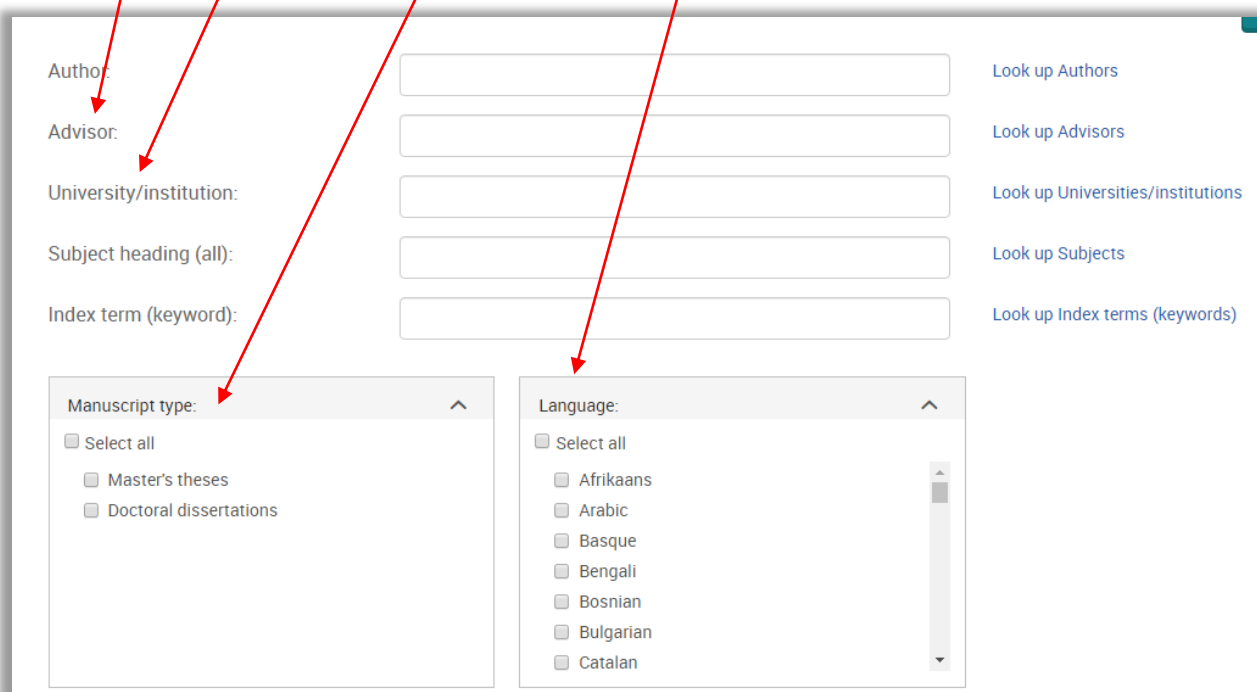 Author: Look up Authors
Advisor: Look up Advisors
University/institution: Look up Universities/institutions
Subject heading (all): Look up Subjects
Index term (keyword): Look up Index terms (keywords)
Manuscript type:
Select all
Master's theses
Doctoral dissertations
Language:
Select all
Afrikaans
Arabic
Basque
Bengali
Bosnian
Bulgarian
Catalan